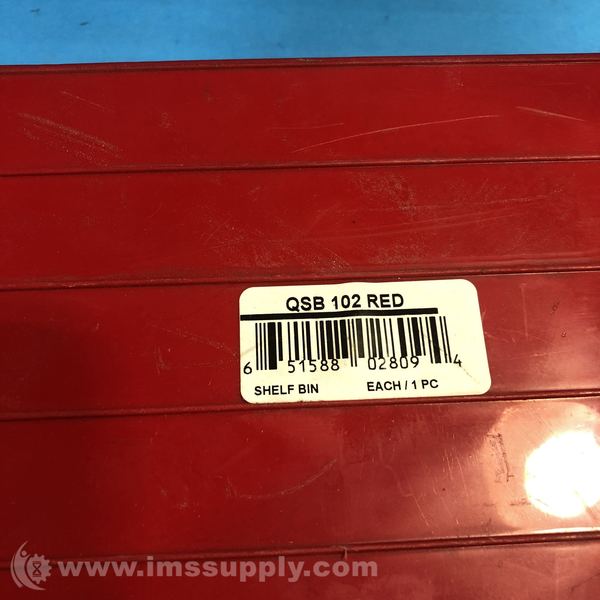 QSB 102 RED
6 51588 02809 4
SHELF BIN EACH / 1 PC
www.imssupply.com